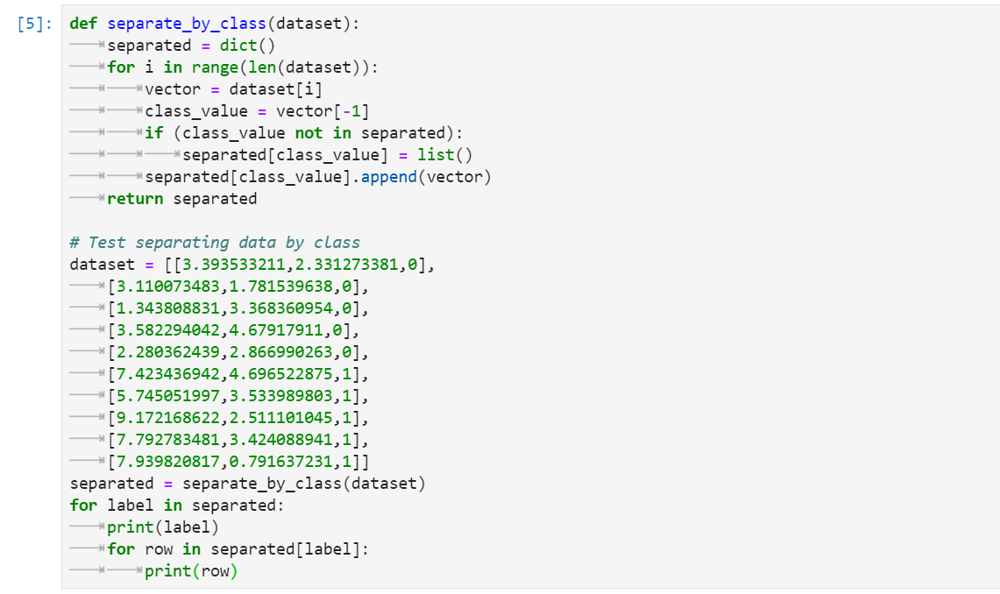 [5]: def separate_by_class(dataset):
	separated = dict()
	for i in range(len(dataset)):
		vector = dataset[i]
		class_value = vector[-1]
		if (class_value not in separated):
			separated[class_value] = list()
		separated[class_value].append(vector)
	return separated

# Test separating data by class
dataset = [[3.393533211,2.331273381,0],
	[3.110073483,1.781539638,0],
	[1.343808831,3.368360954,0],
	[3.582294042,4.67917911,0],
	[2.280362439,2.866990263,0],
	[7.423436942,4.696522875,1],
	[5.745051997,3.533989803,1],
	[9.172168622,2.511101045,1],
	[7.792783481,3.424088941,1],
	[7.939820817,0.791637231,1]]
separated = separate_by_class(dataset)
for label in separated:
	print(label)
	for row in separated[label]:
		print(row)